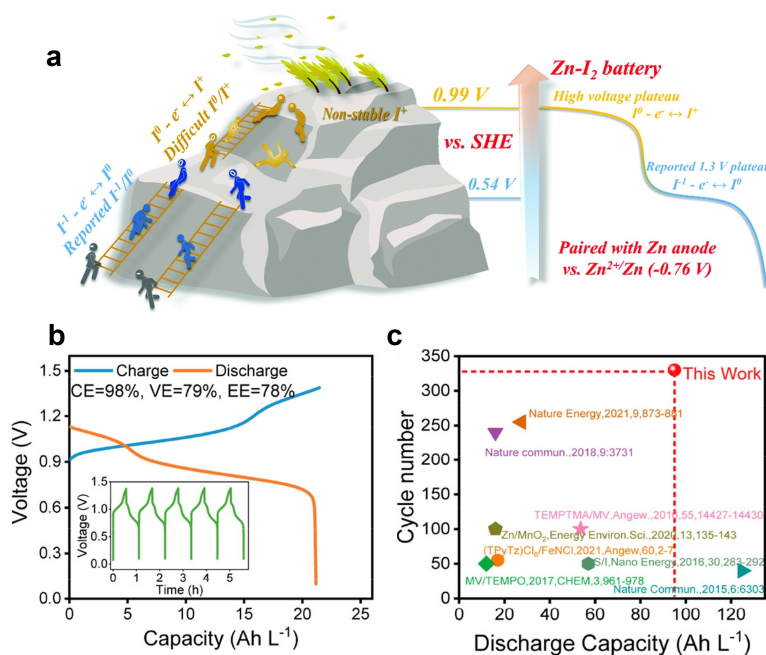 a
I⁰ - e⁻ ↔ I⁺
Difficult I⁰/I⁺
I⁻¹ - e⁻ ↔ I⁰
Reported I⁻¹/I⁰
Non-stable I⁺
0.99 V
vs. SHE
0.54 V
Zn-I₂ battery
High voltage plateau
I⁰ - e⁻ ↔ I⁺
Reported 1.3 V plateau
I⁻¹ - e⁻ ↔ I⁰
Paired with Zn anode
vs. Zn²⁺/Zn (-0.76 V)
b
Charge
Discharge
CE=98%, VE=79%, EE=78%
Voltage (V)
1.5
1.2
0.9
0.6
0.3
0.0
0
5
10
15
20
25
Capacity (Ah L⁻¹)
Voltage (V)
1.5
1.0
0.5
0.0
0
1
2
3
4
5
Time (h)
c
Cycle number
350
300
250
200
150
100
50
0
0
20
40
60
80
100
120
Discharge Capacity (Ah L⁻¹)
This Work
Nature Energy,2021,9,873-881
Nature commun.,2018,9:3731
TEMPTMA/MV,Angew.,2016,55,14427-14430
Zn/MnO₂,Energy Environ.Sci.,2020,13,135-143
/FeNCl,2021,Angew,60,2-7
S/I,Nano Energy,2016,30,283-292
MV/TEMPO,2017,CHEM,3,961-978
Nature Commun.,2015,6:6303